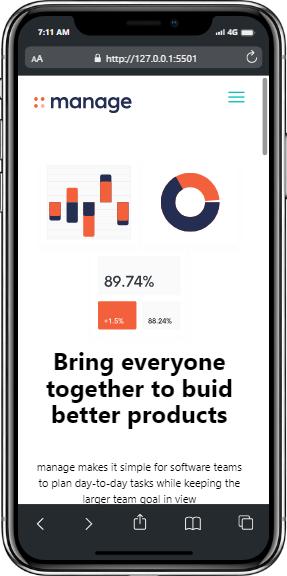 7:11 AM
4G
AA
http://127.0.0.1:5501
manage
89.74%
+1.5%
88.24%
Bring everyone
together to buid
better products
manage makes it simple for software teams
to plan day-to-day tasks while keeping the
larger team goal in view